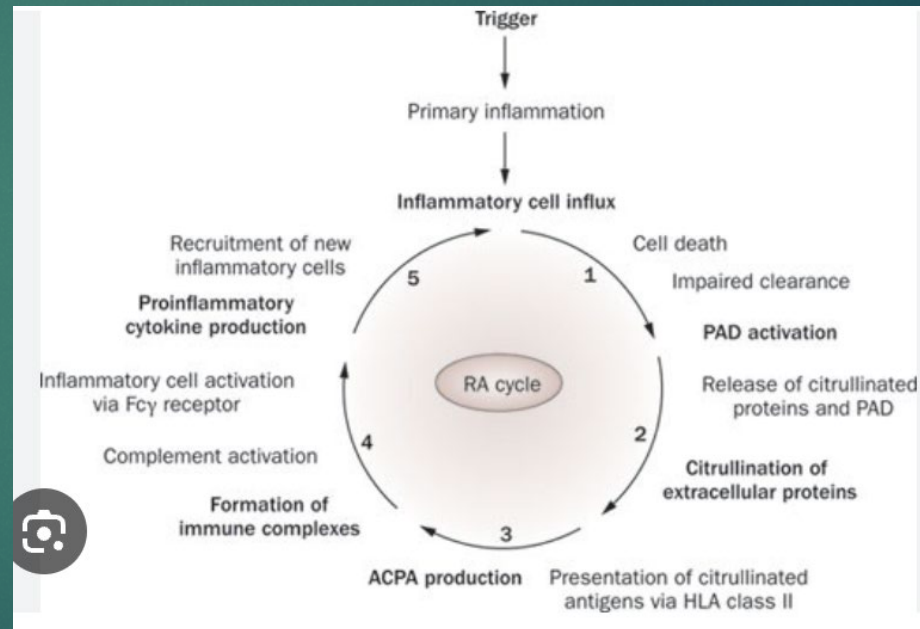 Trigger
Primary inflammation
Inflammatory cell influx
Cell death
Impaired clearance
PAD activation
Release of citrullinated
proteins and PAD
Citrullination of
extracellular proteins
Presentation of citrullinated
antigens via HLA class II
ACPA production
Formation of
immune complexes
Complement activation
Inflammatory cell activation
via Fcγ receptor
Proinflammatory
cytokine production
Recruitment of new
inflammatory cells
1
2
3
4
5
RA cycle